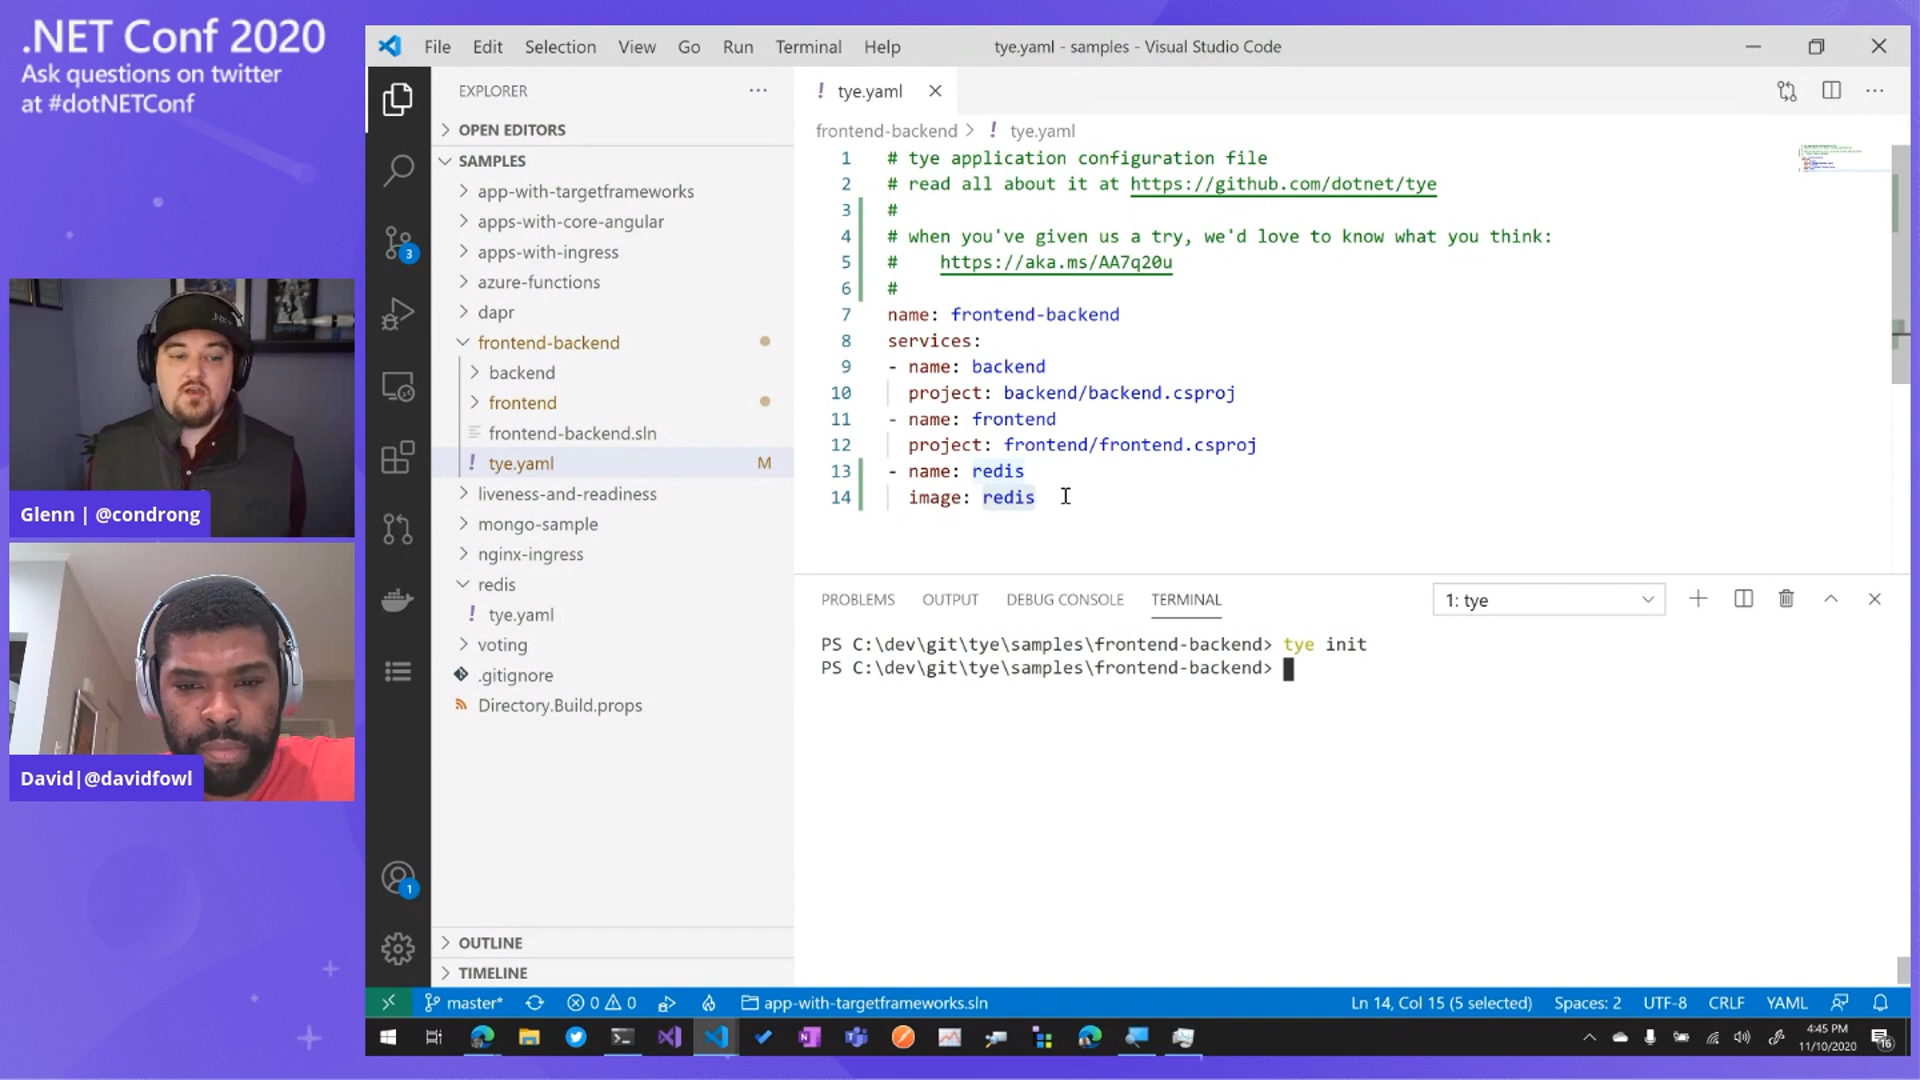 .NET Conf 2020
Ask questions on twitter
at #dotNETConf
Glenn | @condrong
David|@davidfowl
File Edit Selection View Go Run Terminal Help
tye.yaml - samples - Visual Studio Code
EXPLORER
OPEN EDITORS
SAMPLES
app-with-targetframeworks
apps-with-core-angular
apps-with-ingress
azure-functions
dapr
frontend-backend
backend
frontend
frontend-backend.sln
! tye.yaml M
liveness-and-readiness
mongo-sample
nginx-ingress
redis
! tye.yaml
voting
.gitignore
Directory.Build.props
OUTLINE
TIMELINE
3
1
! tye.yaml
frontend-backend > ! tye.yaml
1 # tye application configuration file
2 # read all about it at https://github.com/dotnet/tye
3 #
4 # when you've given us a try, we'd love to know what you think:
5 #    https://aka.ms/AA7q20u
6 #
7 name: frontend-backend
8 services:
9 - name: backend
10   project: backend/backend.csproj
11 - name: frontend
12   project: frontend/frontend.csproj
13 - name: redis
14   image: redis
PROBLEMS OUTPUT DEBUG CONSOLE TERMINAL 1: tye
PS C:\dev\git\tye\samples\frontend-backend> tye init
PS C:\dev\git\tye\samples\frontend-backend>
master* 0 0 app-with-targetframeworks.sln Ln 14, Col 15 (5 selected) Spaces: 2 UTF-8 CRLF YAML
4:45 PM
11/10/2020
16